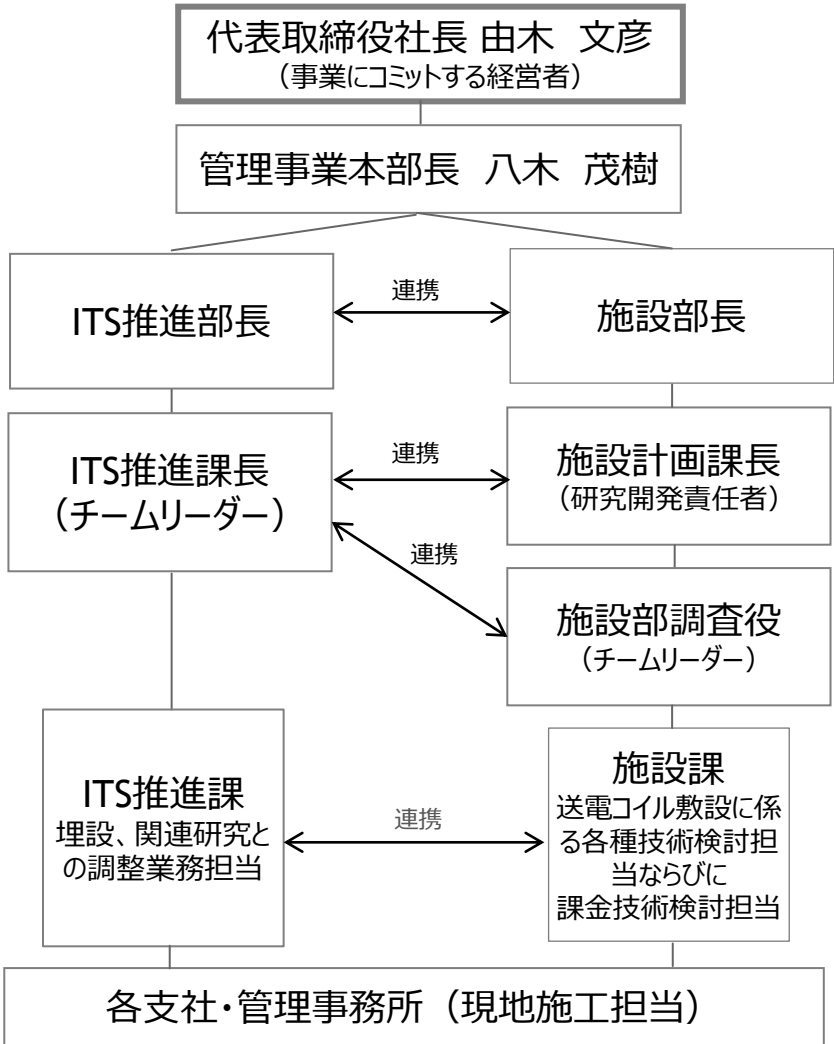 代表取締役社長 由木 文彦
（事業にコミットする経営者）
管理事業本部長 八木 茂樹
ITS推進部長
連携
施設部長
ITS推進課長
（チームリーダー）
連携
施設計画課長
（研究開発責任者）
連携
施設部調査役
（チームリーダー）
ITS推進課
埋設、関連研究と
の調整業務担当
連携
施設課
送電コイル敷設に係
る各種技術検討担
当ならびに
課金技術検討担当
各支社・管理事務所（現地施工担当）